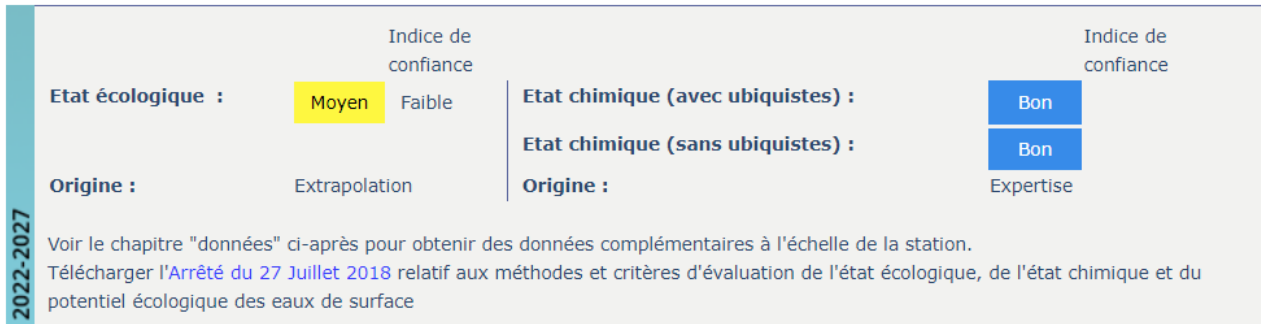 Indice de
confiance
Indice de
confiance
Etat écologique :
Moyen
Faible
Etat chimique (avec ubiquistes) :
Bon
Etat chimique (sans ubiquistes) :
Bon
Origine :
Extrapolation
Origine :
Expertise
2022-2027
Voir le chapitre "données" ci-après pour obtenir des données complémentaires à l'échelle de la station.
Télécharger l'Arrêté du 27 Juillet 2018 relatif aux méthodes et critères d'évaluation de l'état écologique, de l'état chimique et du
potentiel écologique des eaux de surface